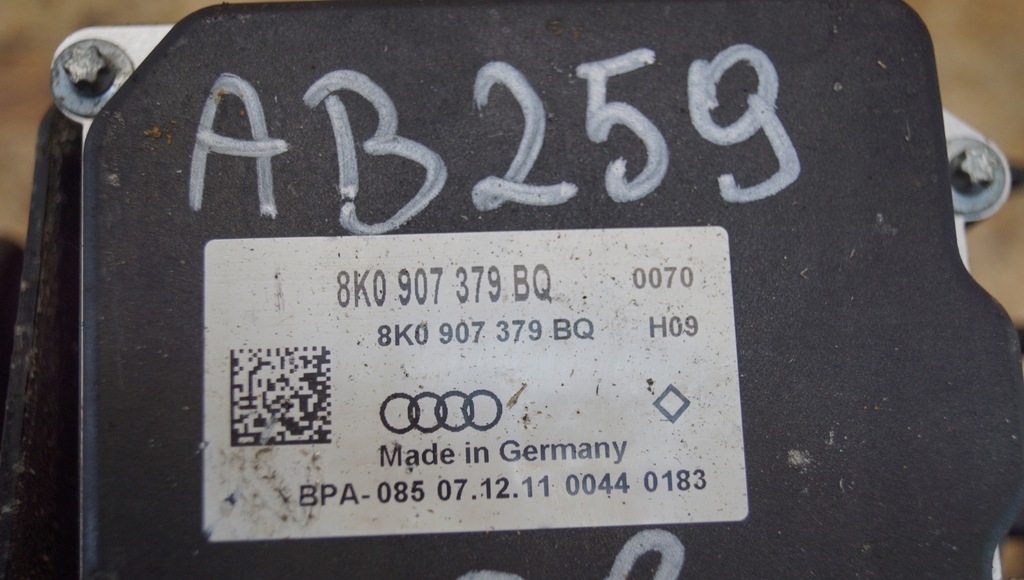 AB259
8K0 907 379 BQ 0070
8K0 907 379 BQ H09
Made in Germany
BPA-085 07.12.11 0044 0183